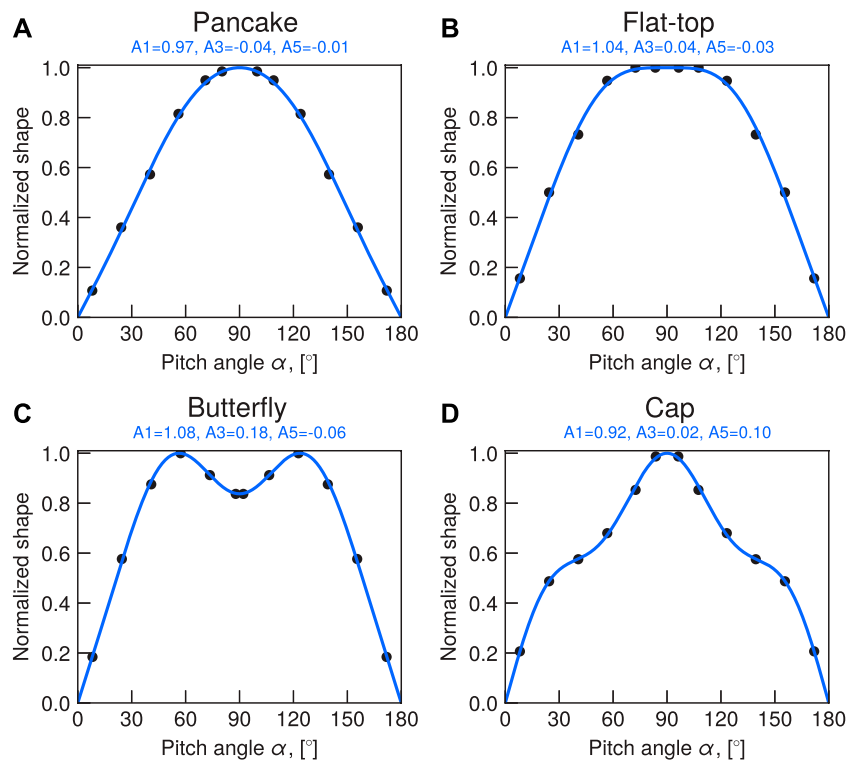 A
Pancake
A1=0.97, A3=-0.04, A5=-0.01
1.0
0.8
0.6
0.4
0.2
0.0
Normalized shape
0 30 60 90 120 150 180
Pitch angle α, [°]
B
Flat-top
A1=1.04, A3=0.04, A5=-0.03
1.0
0.8
0.6
0.4
0.2
0.0
Normalized shape
0 30 60 90 120 150 180
Pitch angle α, [°]
C
Butterfly
A1=1.08, A3=0.18, A5=-0.06
1.0
0.8
0.6
0.4
0.2
0.0
Normalized shape
0 30 60 90 120 150 180
Pitch angle α, [°]
D
Cap
A1=0.92, A3=0.02, A5=0.10
1.0
0.8
0.6
0.4
0.2
0.0
Normalized shape
0 30 60 90 120 150 180
Pitch angle α, [°]